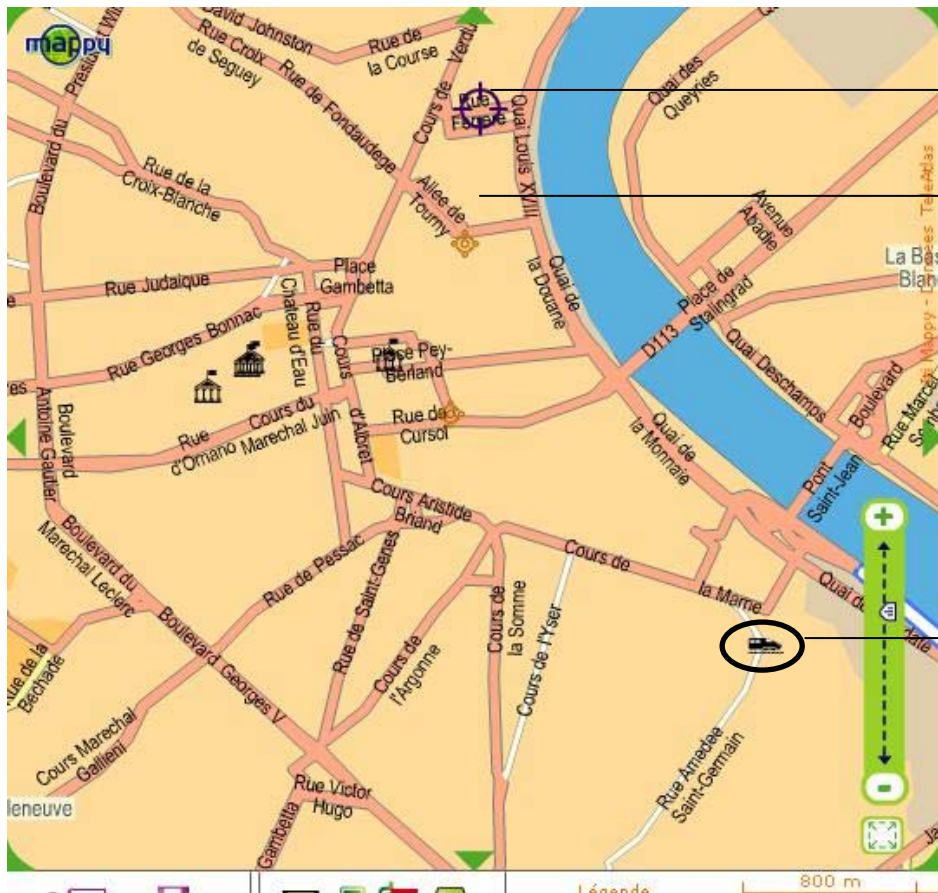 mappy
David Johnston
Rue de
la Course
Rue Croix
de Seguey
Rue de Fondaudege
Cours de Verdu
Rue
Ferrere
Quai Louis XVIII
Quai des
Queyries
Boulevard du President Wil
Rue de la
Croix-Blanche
Allee de
Tourny
Avenue
Abadie
La Bas
Blan
Quai de
la Douane
Place de
Stalingrad
D113
Rue Judaique
Place
Gambetta
Rue Georges Bonnac
Rue du
Chateau d'Eau
Place Pey-
Berland
Cours
d'Albret
Rue de
Cursol
Quai Deschamps
Boulevard
Rue Marcel
Boulevard
Antoine Gautier
Rue
d'Ornano
Cours du
Marechal Juin
Quai de
la Monnaie
Pont
Saint-Jean
Cours Aristide
Briand
Boulevard du
Marechal Leclerc
Rue de Pessac
Rue de Saint-Genes
Cours de
la Marne
Cours de
la Somme
Cours de l'Yser
Cours de
l'Argonne
Rue de la
Bechade
Boulevard Georges V
Cours Marechal
Gallieni
Rue Amedee
Saint-Germain
Rue Victor
Hugo
Gambetta
leneuve
Légende
800 m